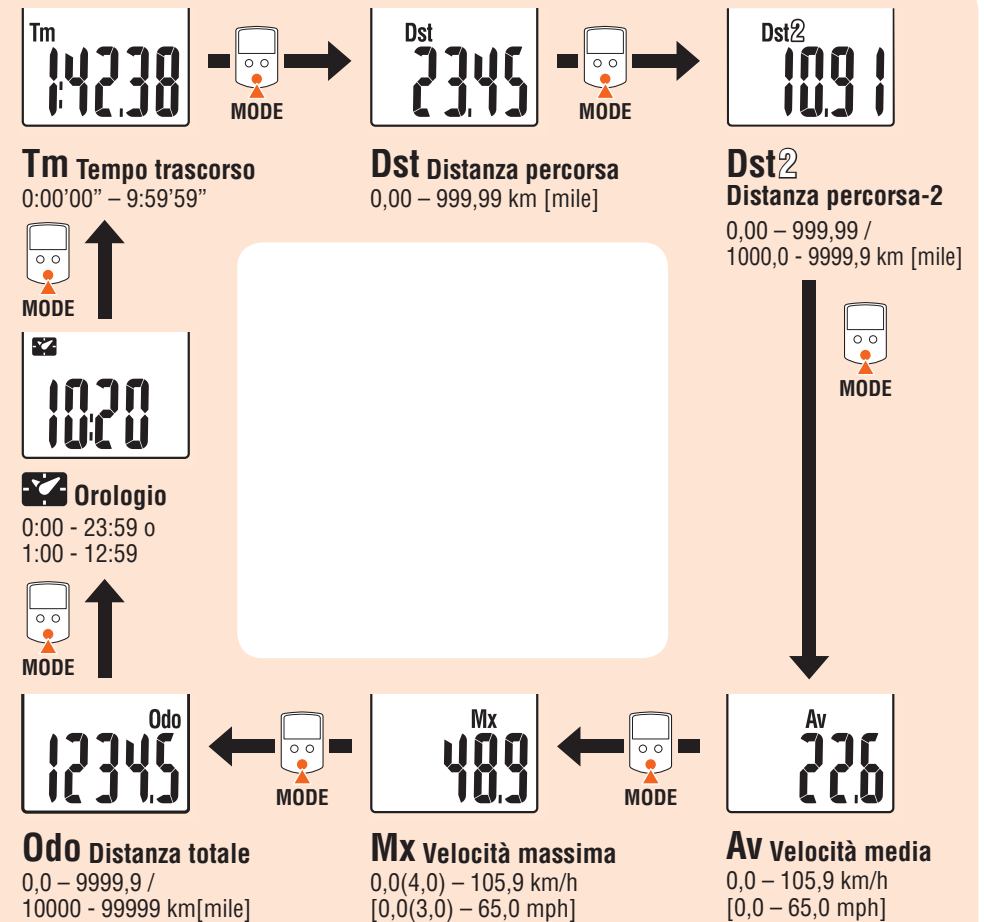 Tm
1:42.38
MODE
Dst
23.45
MODE
Dst2
10.91
Tm Tempo trascorso
0:00'00” – 9:59'59”
Dst Distanza percorsa
0,00 – 999,99 km [mile]
Dst2
Distanza percorsa-2
0,00 – 999,99 /
1000,0 - 9999,9 km [mile]
MODE
MODE
10:20
Orologio
0:00 - 23:59 o
1:00 - 12:59
MODE
Odo
1234.5
MODE
Mx
48.9
MODE
Av
22.6
Odo Distanza totale
0,0 – 9999,9 /
10000 - 99999 km[mile]
Mx Velocità massima
0,0(4,0) – 105,9 km/h
[0,0(3,0) – 65,0 mph]
Av Velocità media
0,0 – 105,9 km/h
[0,0 – 65,0 mph]